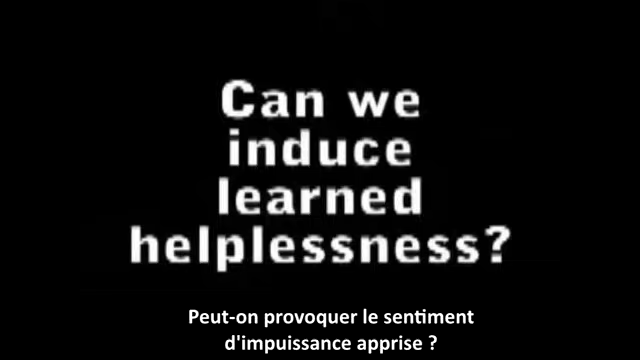 Can we
induce
learned
helplessness?
Peut-on provoquer le sentiment
d'impuissance apprise ?